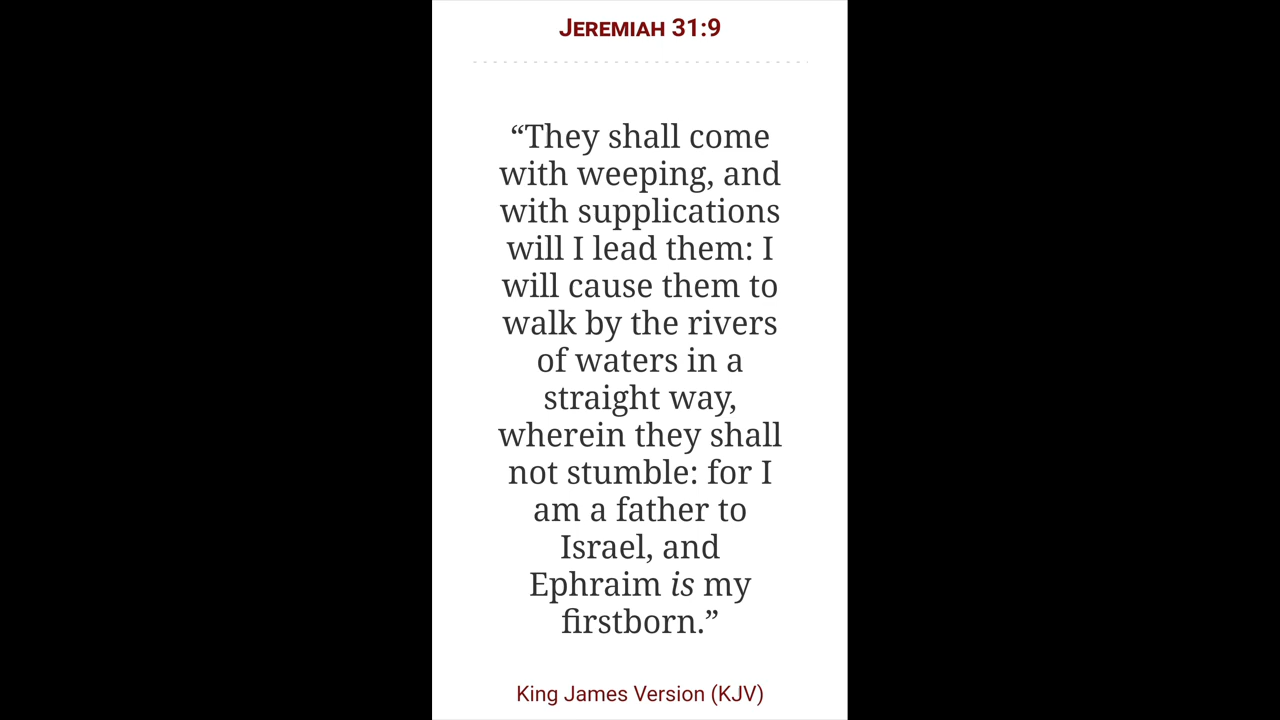 Jeremiah 31:9
“They shall come
with weeping, and
with supplications
will I lead them: I
will cause them to
walk by the rivers
of waters in a
straight way,
wherein they shall
not stumble: for I
am a father to
Israel, and
Ephraim is my
firstborn.”
King James Version (KJV)